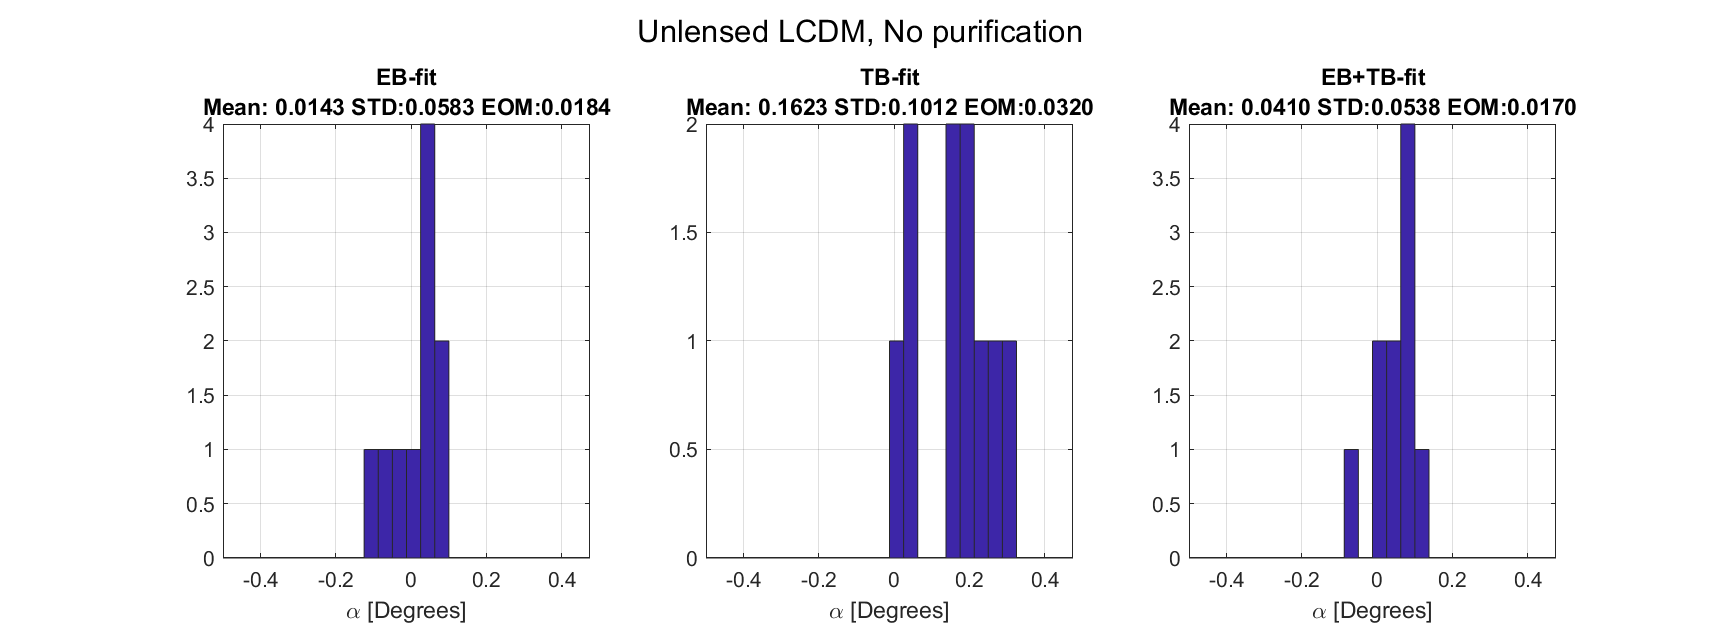 Unlensed LCDM, No purification
EB-fit
Mean: 0.0143 STD:0.0583 EOM:0.0184
4
3.5
3
2.5
2
1.5
1
0.5
0
-0.4 -0.2 0 0.2 0.4
α [Degrees]
TB-fit
Mean: 0.1623 STD:0.1012 EOM:0.0320
2
1.5
1
0.5
0
-0.4 -0.2 0 0.2 0.4
α [Degrees]
EB+TB-fit
Mean: 0.0410 STD:0.0538 EOM:0.0170
4
3.5
3
2.5
2
1.5
1
0.5
0
-0.4 -0.2 0 0.2 0.4
α [Degrees]